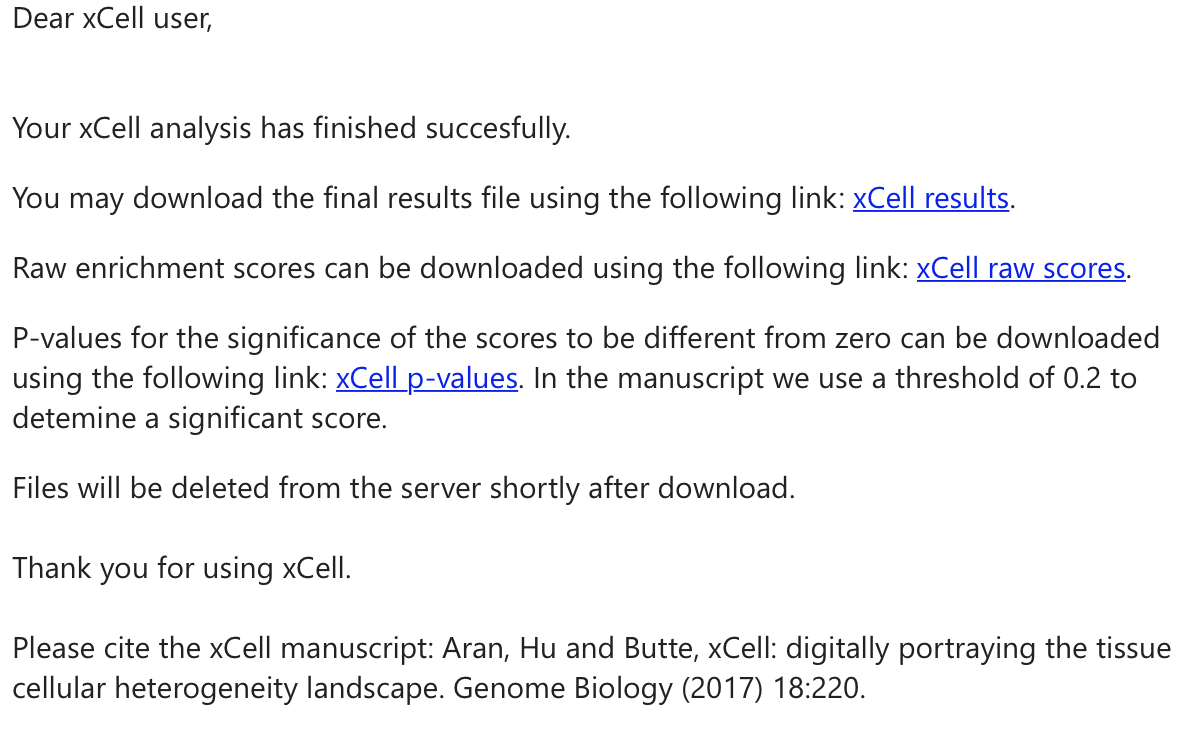 Dear xCell user,
Your xCell analysis has finished succesfully.
You may download the final results file using the following link: xCell results.
Raw enrichment scores can be downloaded using the following link: xCell raw scores.
P-values for the significance of the scores to be different from zero can be downloaded
using the following link: xCell p-values. In the manuscript we use a threshold of 0.2 to
detemine a significant score.
Files will be deleted from the server shortly after download.
Thank you for using xCell.
Please cite the xCell manuscript: Aran, Hu and Butte, xCell: digitally portraying the tissue
cellular heterogeneity landscape. Genome Biology (2017) 18:220.